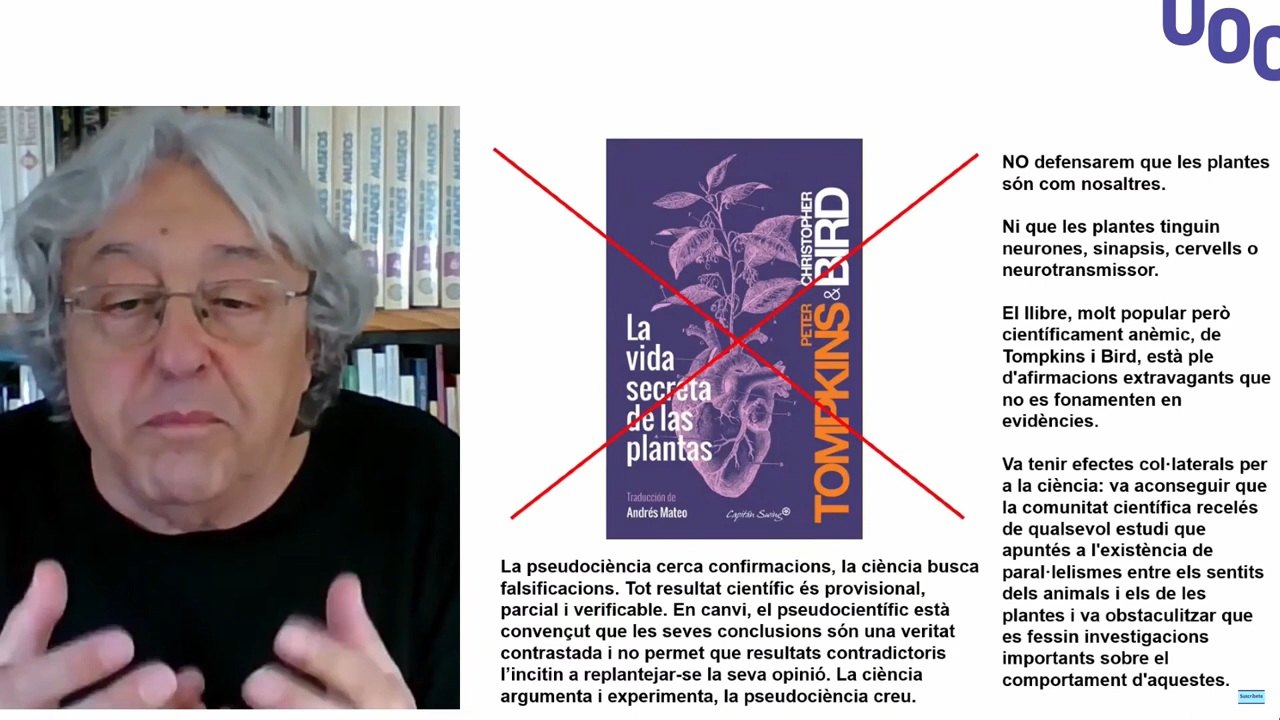 UOC
GRANDES MUSEOS
GRANDES MUSEOS
La
vida
secreta
de las
plantas
Traducción de
Andrés Mateo
Capitán Swing
PETER
TOMPKINS
&
CHRISTOPHER
BIRD
La pseudociència cerca confirmacions, la ciència busca
falsificacions. Tot resultat científic és provisional,
parcial i verificable. En canvi, el pseudocientífic està
convençut que les seves conclusions són una veritat
contrastada i no permet que resultats contradictoris
l’incitin a replantejar-se la seva opinió. La ciència
argumenta i experimenta, la pseudociència creu.
NO defensarem que les plantes
són com nosaltres.
Ni que les plantes tinguin
neurones, sinapsis, cervells o
neurotransmissor.
El llibre, molt popular però
científicament anèmic, de
Tompkins i Bird, està ple
d'afirmacions extravagants que
no es fonamenten en
evidències.
Va tenir efectes col·laterals per
a la ciència: va aconseguir que
la comunitat científica recelés
de qualsevol estudi que
apuntés a l'existència de
paral·lelismes entre els sentits
dels animals i els de les
plantes i va obstaculitzar que
es fessin investigacions
importants sobre el
comportament d'aquestes.
Suscríbete